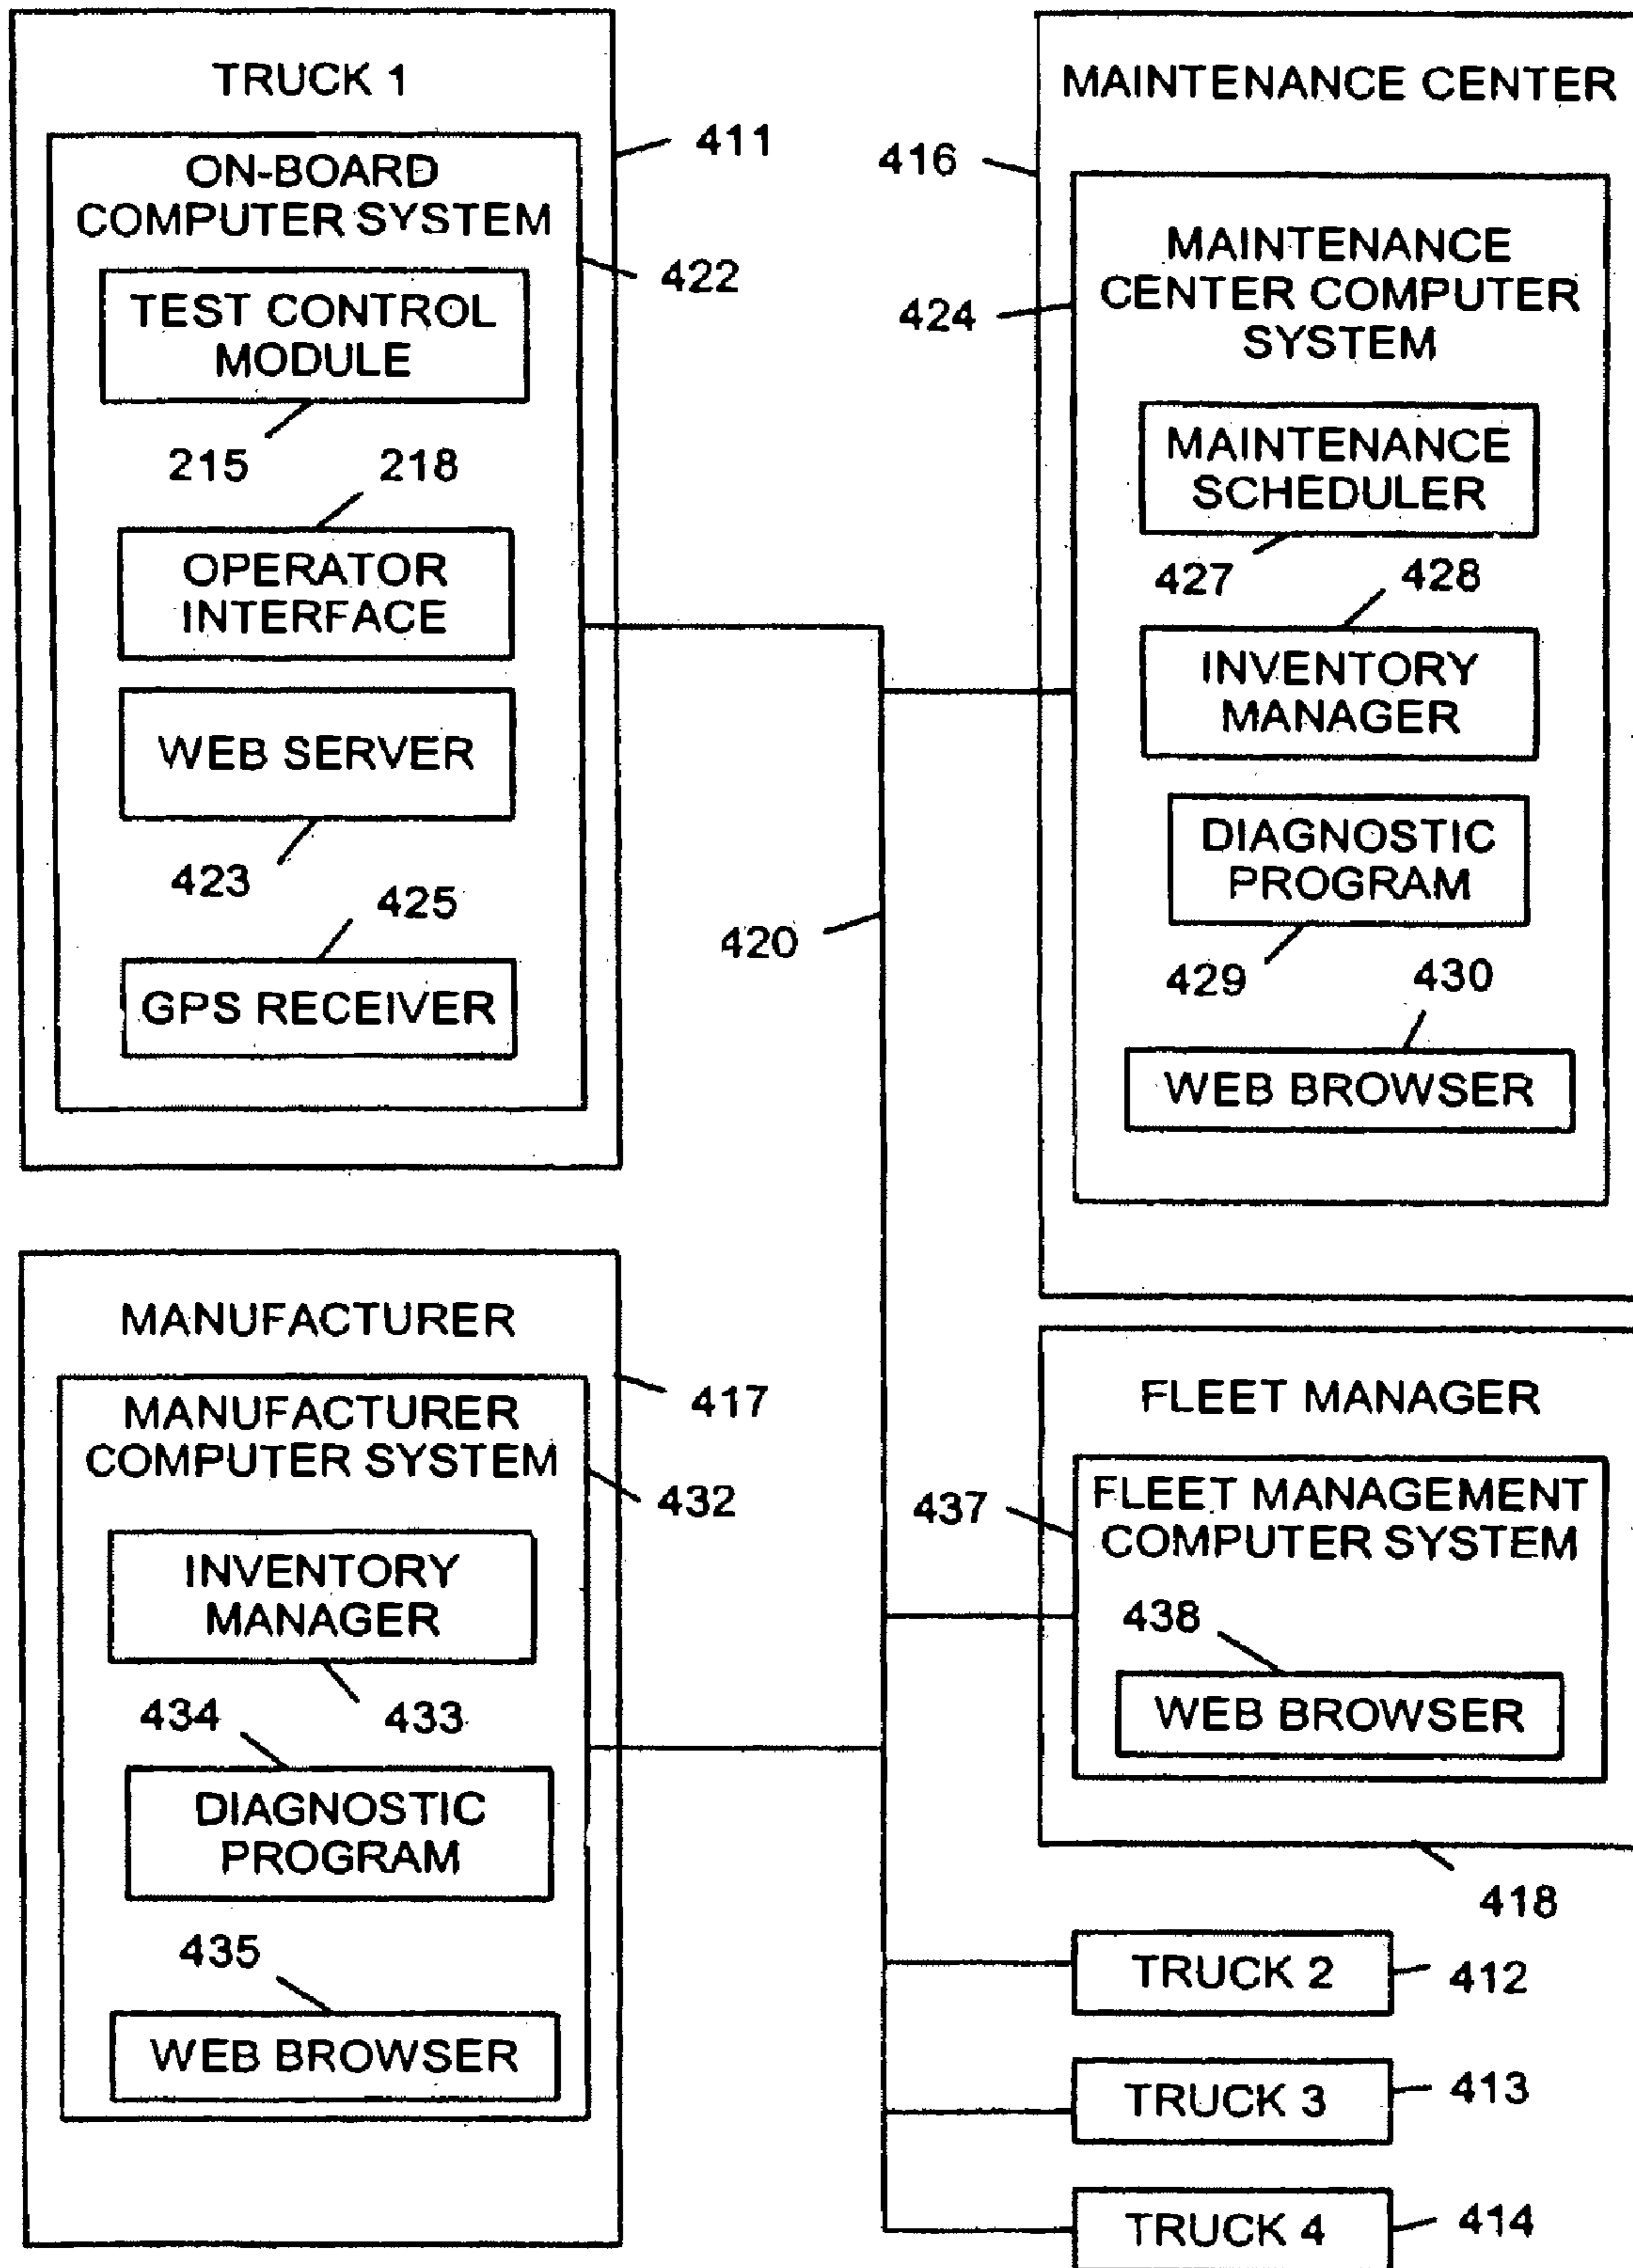 TRUCK 1
ON-BOARD
COMPUTER SYSTEM
TEST CONTROL
MODULE
215
218
OPERATOR
INTERFACE
WEB SERVER
423
425
GPS RECEIVER
411
422
MAINTENANCE CENTER
416
MAINTENANCE
CENTER COMPUTER
SYSTEM
424
MAINTENANCE
SCHEDULER
427
428
INVENTORY
MANAGER
DIAGNOSTIC
PROGRAM
429
430
WEB BROWSER
420
MANUFACTURER
417
MANUFACTURER
COMPUTER SYSTEM
432
INVENTORY
MANAGER
434
433
DIAGNOSTIC
PROGRAM
435
WEB BROWSER
FLEET MANAGER
437
FLEET MANAGEMENT
COMPUTER SYSTEM
438
WEB BROWSER
418
TRUCK 2
412
TRUCK 3
413
TRUCK 4
414